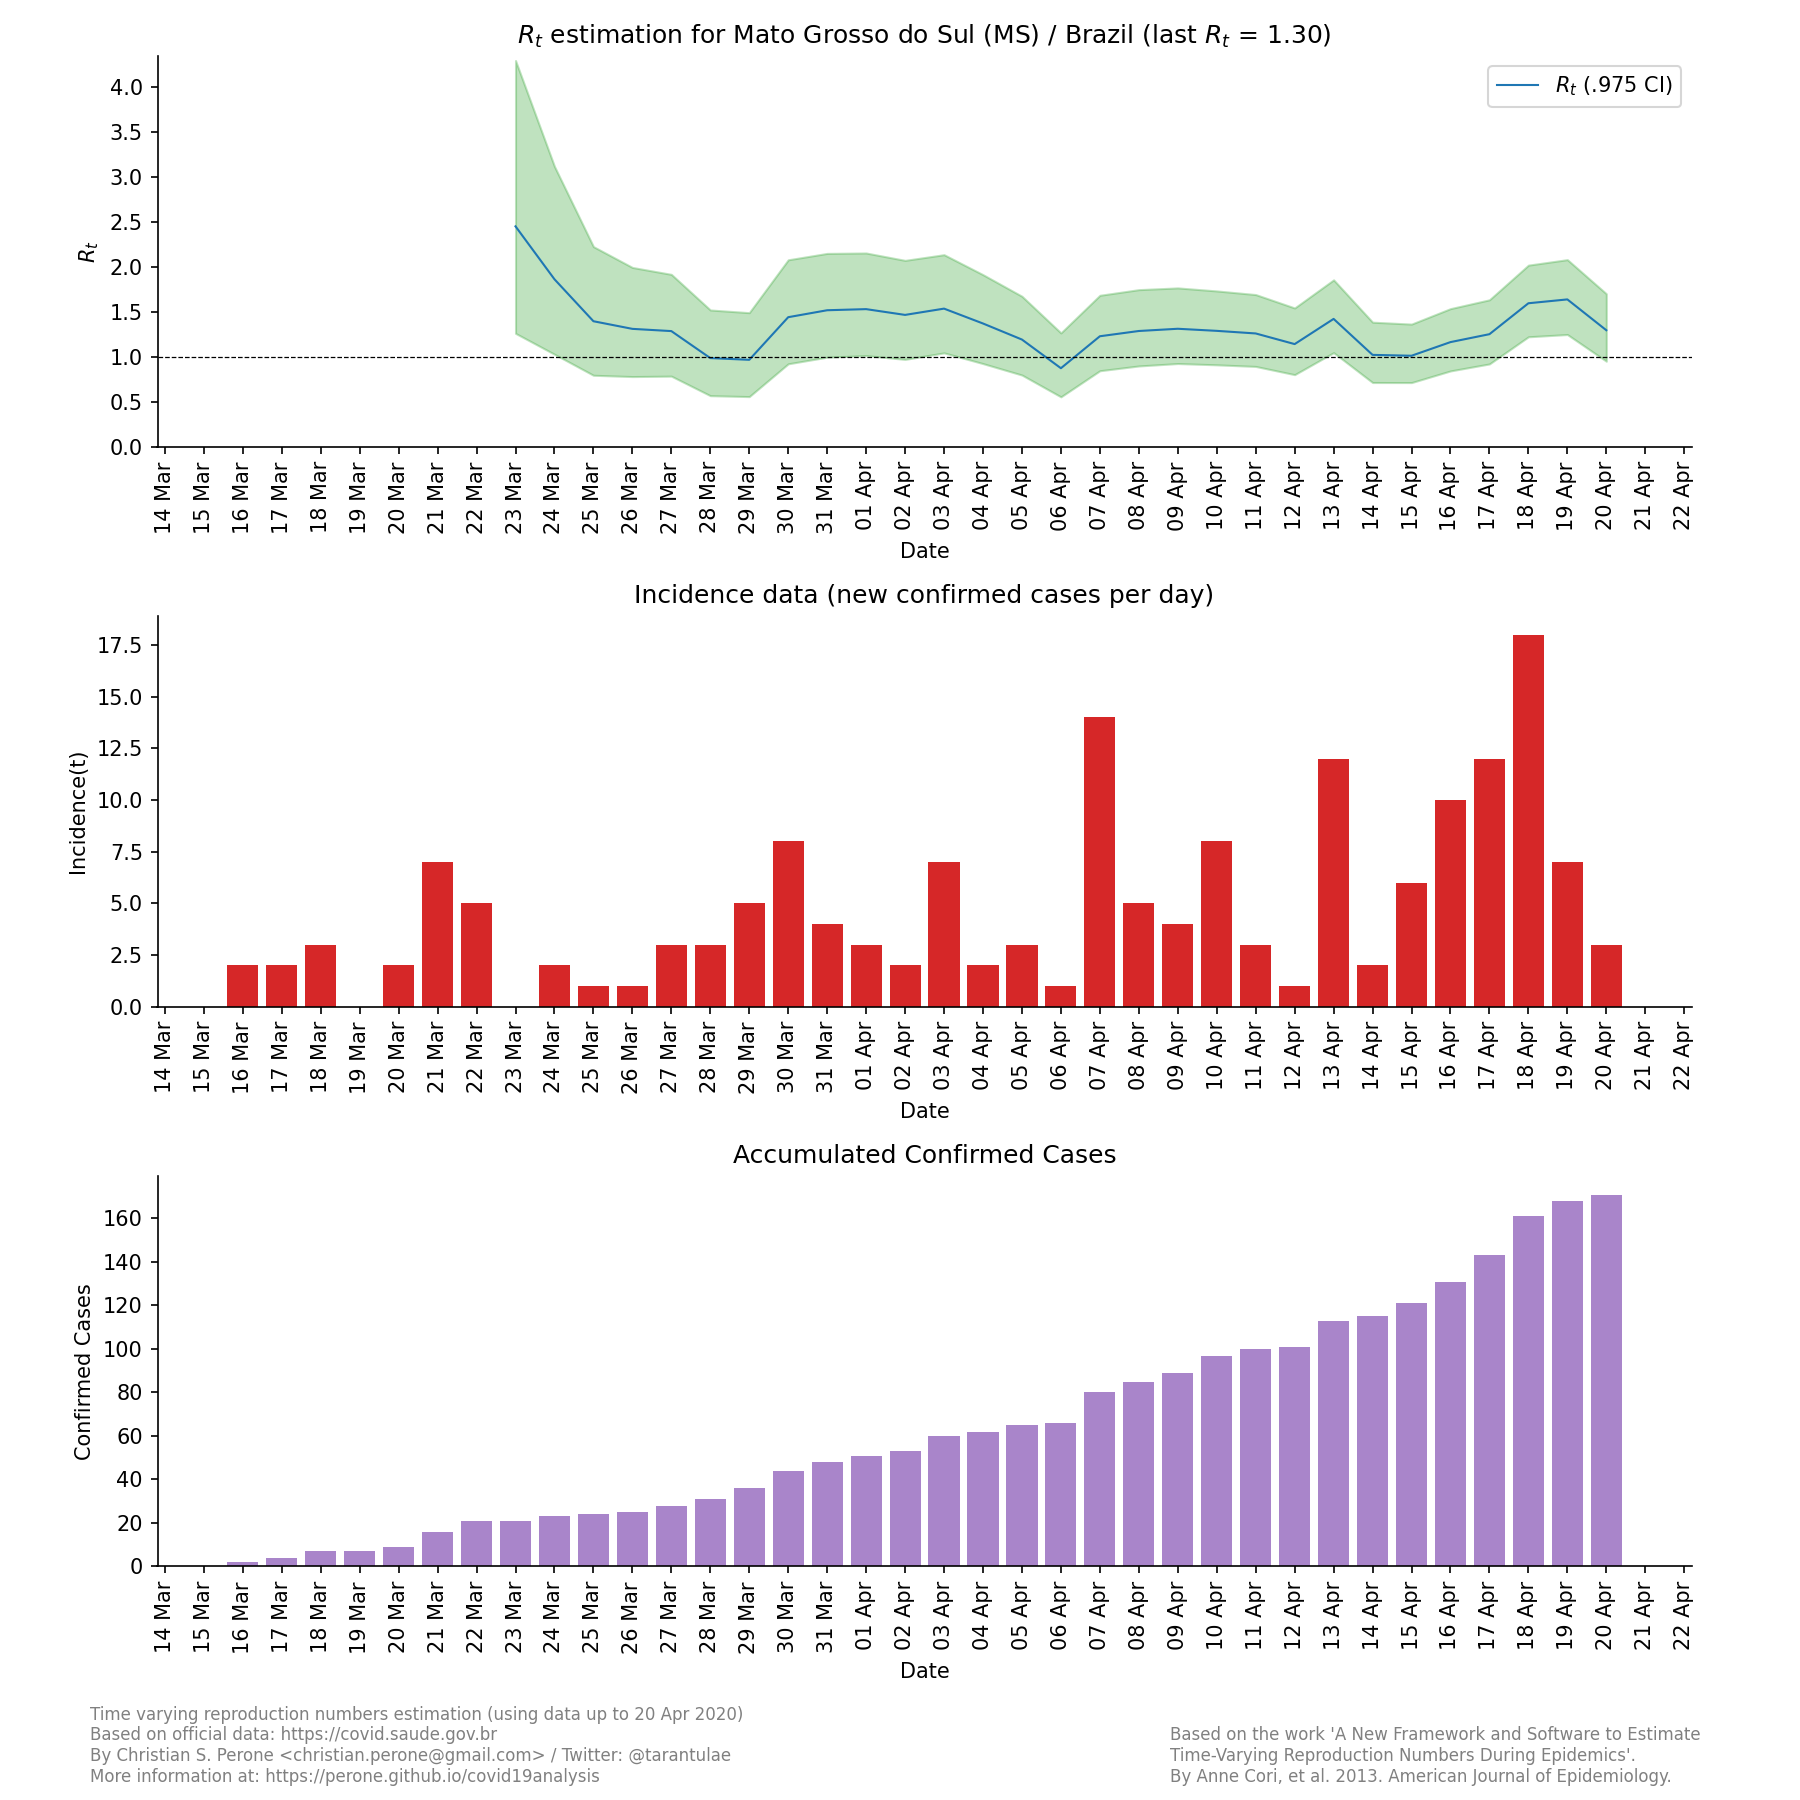 Rt estimation for Mato Grosso do Sul (MS) / Brazil (last Rt = 1.30)
Rt (.975 CI)
Rt
4.0
3.5
3.0
2.5
2.0
1.5
1.0
0.5
0.0
14 Mar 15 Mar 16 Mar 17 Mar 18 Mar 19 Mar 20 Mar 21 Mar 22 Mar 23 Mar 24 Mar 25 Mar 26 Mar 27 Mar 28 Mar 29 Mar 30 Mar 31 Mar 01 Apr 02 Apr 03 Apr 04 Apr 05 Apr 06 Apr 07 Apr 08 Apr 09 Apr 10 Apr 11 Apr 12 Apr 13 Apr 14 Apr 15 Apr 16 Apr 17 Apr 18 Apr 19 Apr 20 Apr 21 Apr 22 Apr
Date
Incidence data (new confirmed cases per day)
Incidence(t)
17.5
15.0
12.5
10.0
7.5
5.0
2.5
0.0
14 Mar 15 Mar 16 Mar 17 Mar 18 Mar 19 Mar 20 Mar 21 Mar 22 Mar 23 Mar 24 Mar 25 Mar 26 Mar 27 Mar 28 Mar 29 Mar 30 Mar 31 Mar 01 Apr 02 Apr 03 Apr 04 Apr 05 Apr 06 Apr 07 Apr 08 Apr 09 Apr 10 Apr 11 Apr 12 Apr 13 Apr 14 Apr 15 Apr 16 Apr 17 Apr 18 Apr 19 Apr 20 Apr 21 Apr 22 Apr
Date
Accumulated Confirmed Cases
Confirmed Cases
160
140
120
100
80
60
40
20
0
14 Mar 15 Mar 16 Mar 17 Mar 18 Mar 19 Mar 20 Mar 21 Mar 22 Mar 23 Mar 24 Mar 25 Mar 26 Mar 27 Mar 28 Mar 29 Mar 30 Mar 31 Mar 01 Apr 02 Apr 03 Apr 04 Apr 05 Apr 06 Apr 07 Apr 08 Apr 09 Apr 10 Apr 11 Apr 12 Apr 13 Apr 14 Apr 15 Apr 16 Apr 17 Apr 18 Apr 19 Apr 20 Apr 21 Apr 22 Apr
Date
Time varying reproduction numbers estimation (using data up to 20 Apr 2020)
Based on official data: https://covid.saude.gov.br
By Christian S. Perone <christian.perone@gmail.com> / Twitter: @tarantulae
More information at: https://perone.github.io/covid19analysis
Based on the work 'A New Framework and Software to Estimate
Time-Varying Reproduction Numbers During Epidemics'.
By Anne Cori, et al. 2013. American Journal of Epidemiology.